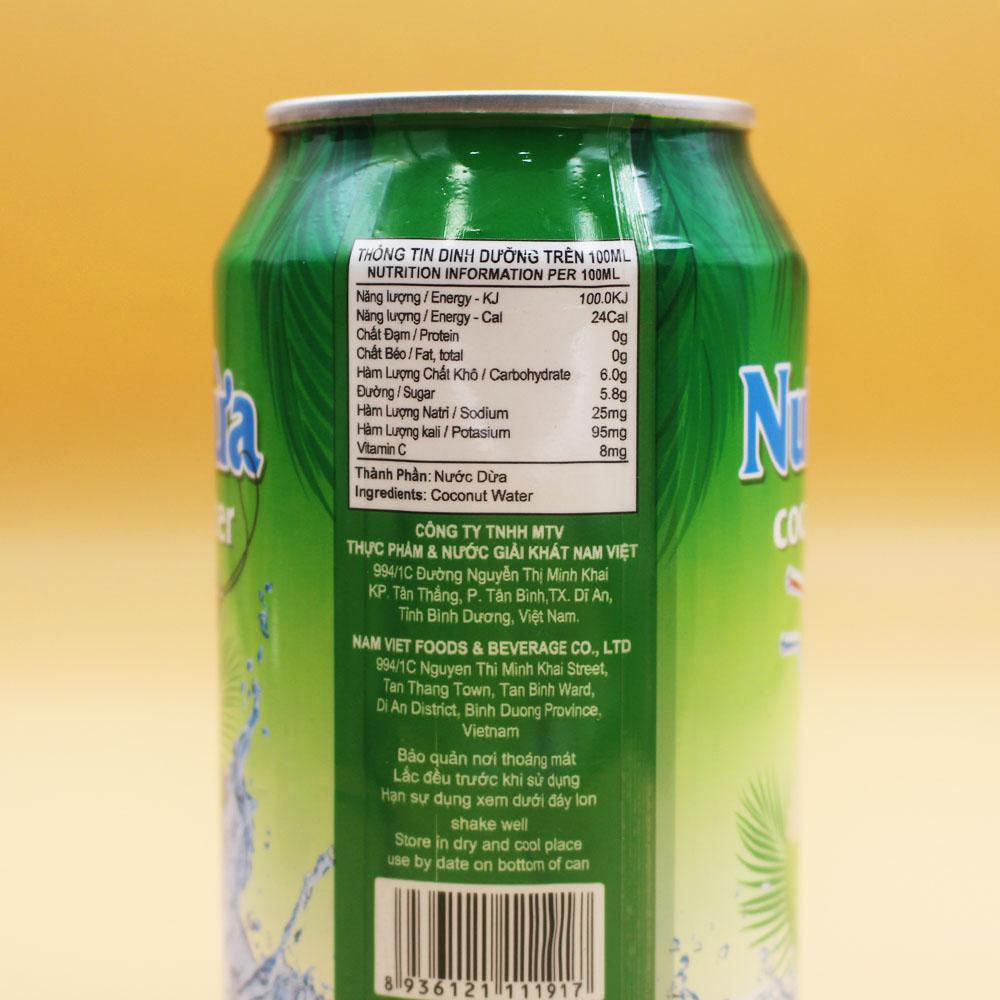 THÔNG TIN DINH DƯỠNG TRÊN 100ML
NUTRITION INFORMATION PER 100ML
Năng lượng / Energy - KJ 100.0KJ
Năng lượng / Energy - Cal 24Cal
Chất Đạm / Protein 0g
Chất Béo / Fat, total 0g
Hàm Lượng Chất Khô / Carbohydrate 6.0g
Đường / Sugar 5.8g
Hàm Lượng Natri / Sodium 25mg
Hàm Lượng kali / Potasium 95mg
Vitamin C 8mg
Thành Phần: Nước Dừa
Ingredients: Coconut Water
CÔNG TY TNHH MTV
THỰC PHẨM & NƯỚC GIẢI KHÁT NAM VIỆT
994/1C Đường Nguyễn Thị Minh Khai
KP. Tân Thắng, P. Tân Bình,TX. Dĩ An,
Tỉnh Bình Dương, Việt Nam.
NAM VIET FOODS & BEVERAGE CO., LTD
994/1C Nguyen Thi Minh Khai Street,
Tan Thang Town, Tan Binh Ward,
Di An District, Binh Duong Province,
Vietnam
Bảo quản nơi thoáng mát
Lắc đều trước khi sử dụng
Hạn sự dụng xem dưới đáy lon
shake well
Store in dry and cool place
use by date on bottom of can
8 936121 111917